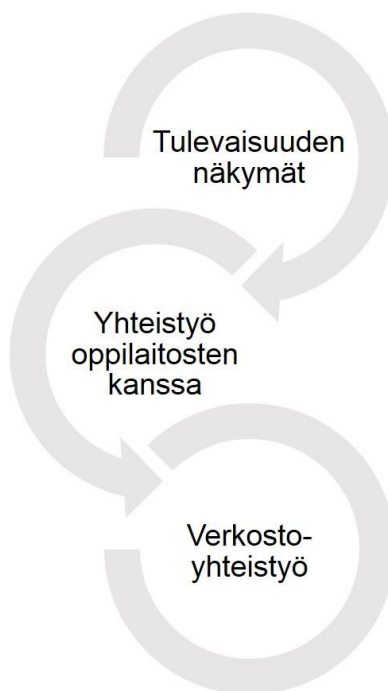 Tulevaisuuden
näkymät
Yhteistyö
oppilaitosten
kanssa
Verkosto-
yhteistyö